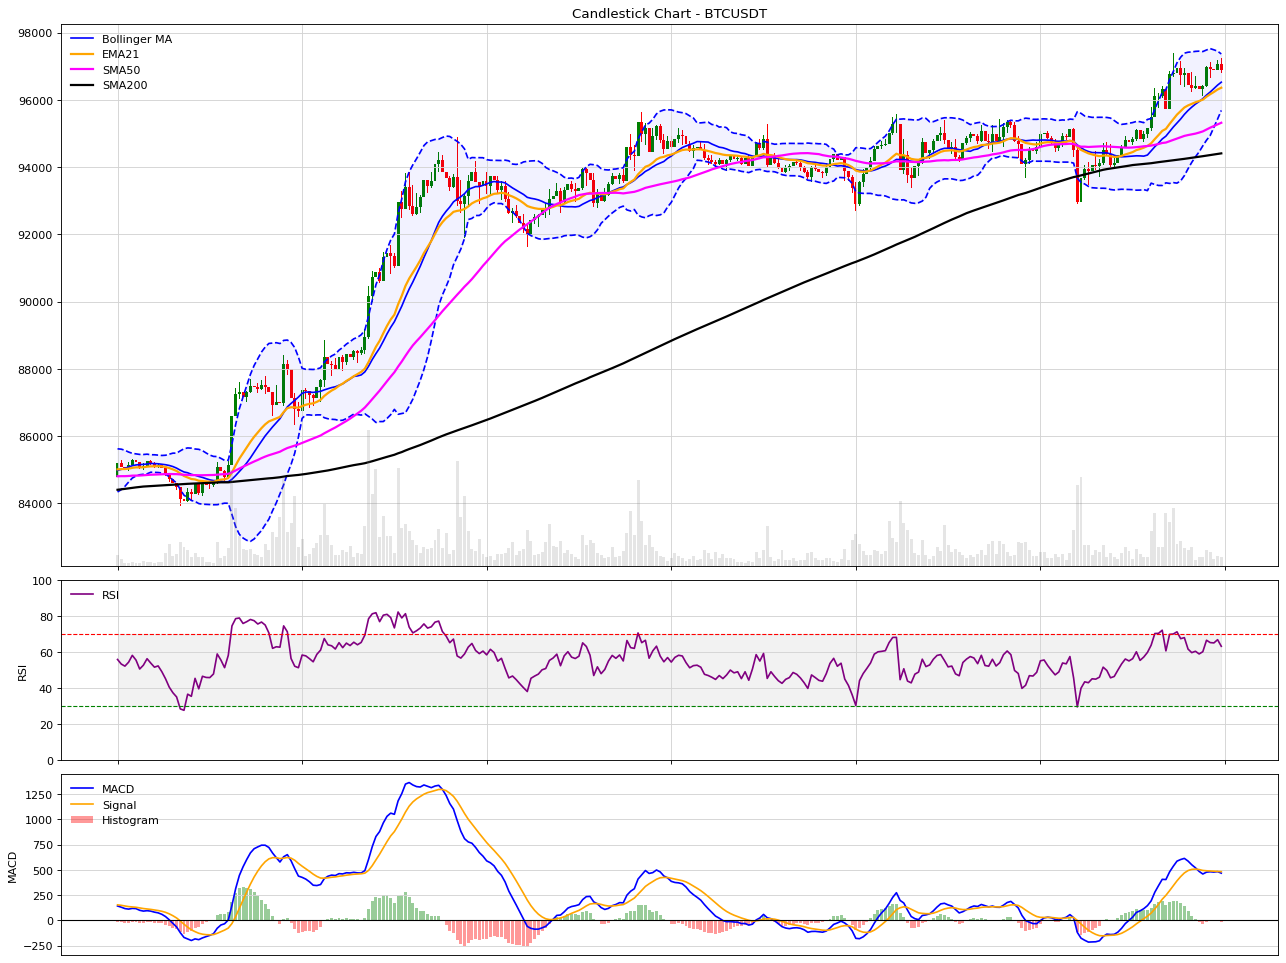 Candlestick Chart - BTCUSDT
98000
96000
94000
92000
90000
88000
86000
84000
Bollinger MA
EMA21
SMA50
SMA200
100
80
60
40
20
0
RSI
RSI
1250
1000
750
500
250
0
−250
MACD
MACD
Signal
Histogram